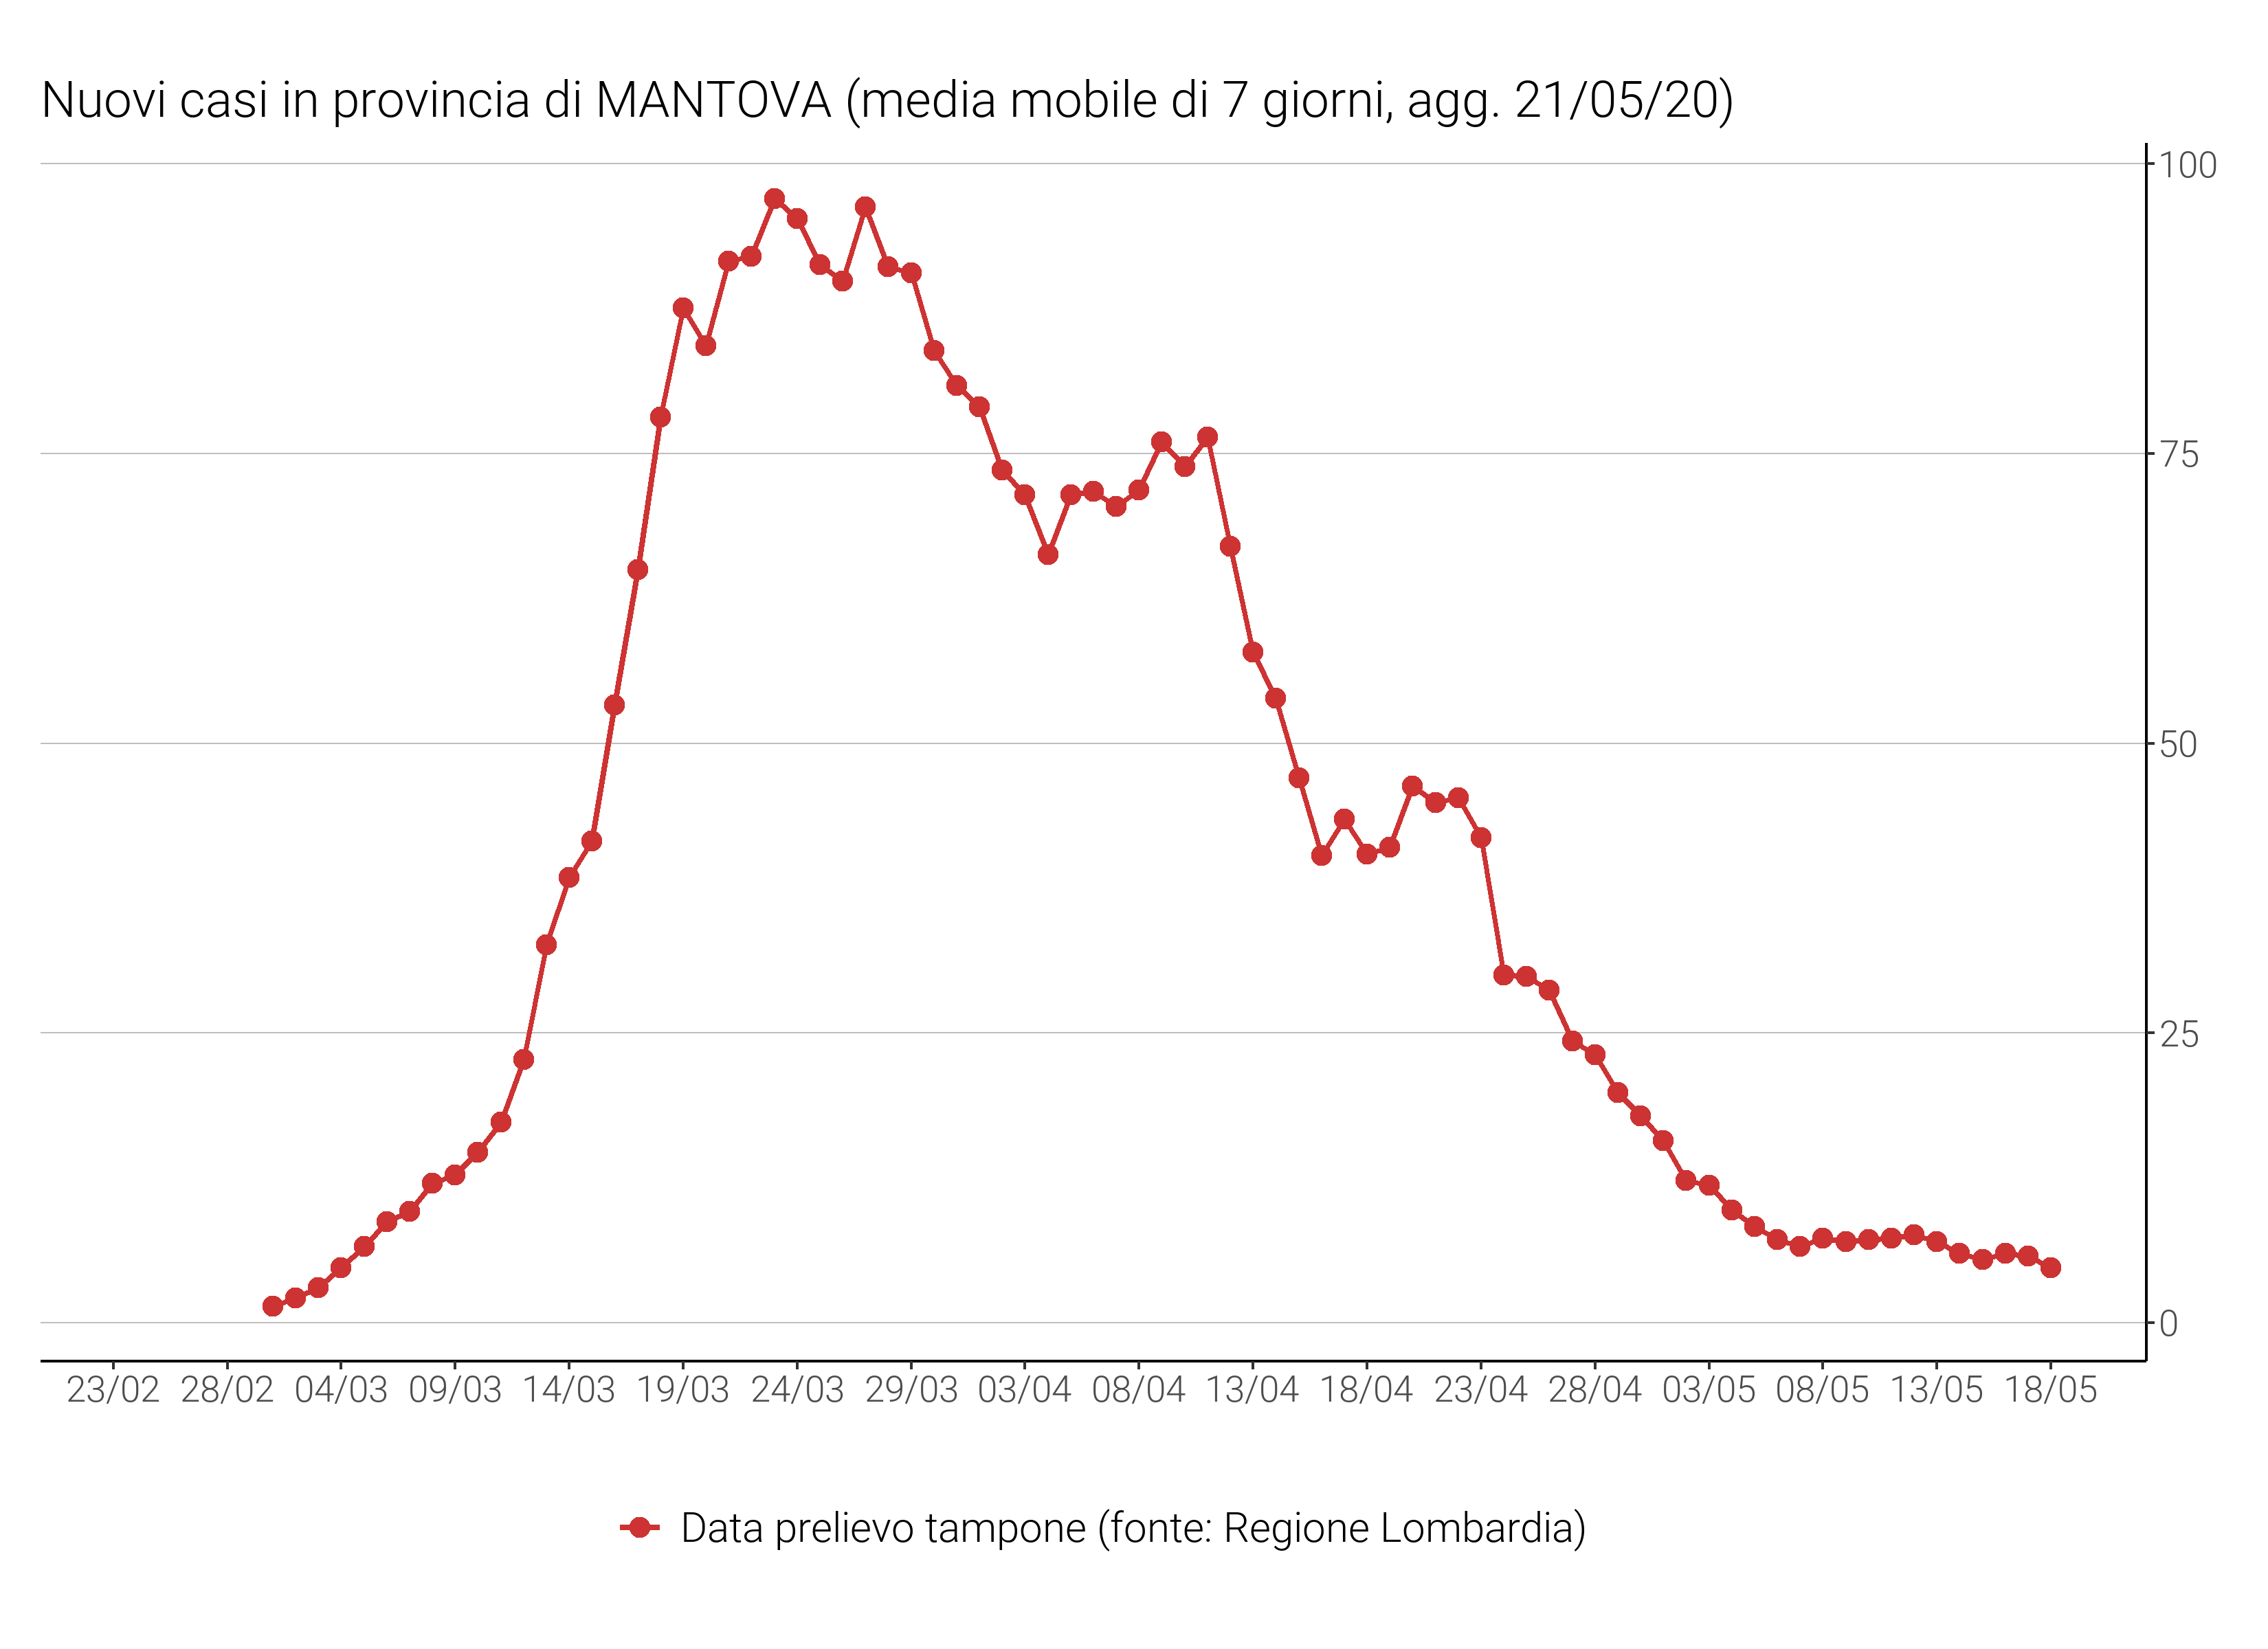 Nuovi casi in provincia di MANTOVA (media mobile di 7 giorni, agg. 21/05/20)
100
75
50
25
0
23/02 28/02 04/03 09/03 14/03 19/03 24/03 29/03 03/04 08/04 13/04 18/04 23/04 28/04 03/05 08/05 13/05 18/05
Data prelievo tampone (fonte: Regione Lombardia)